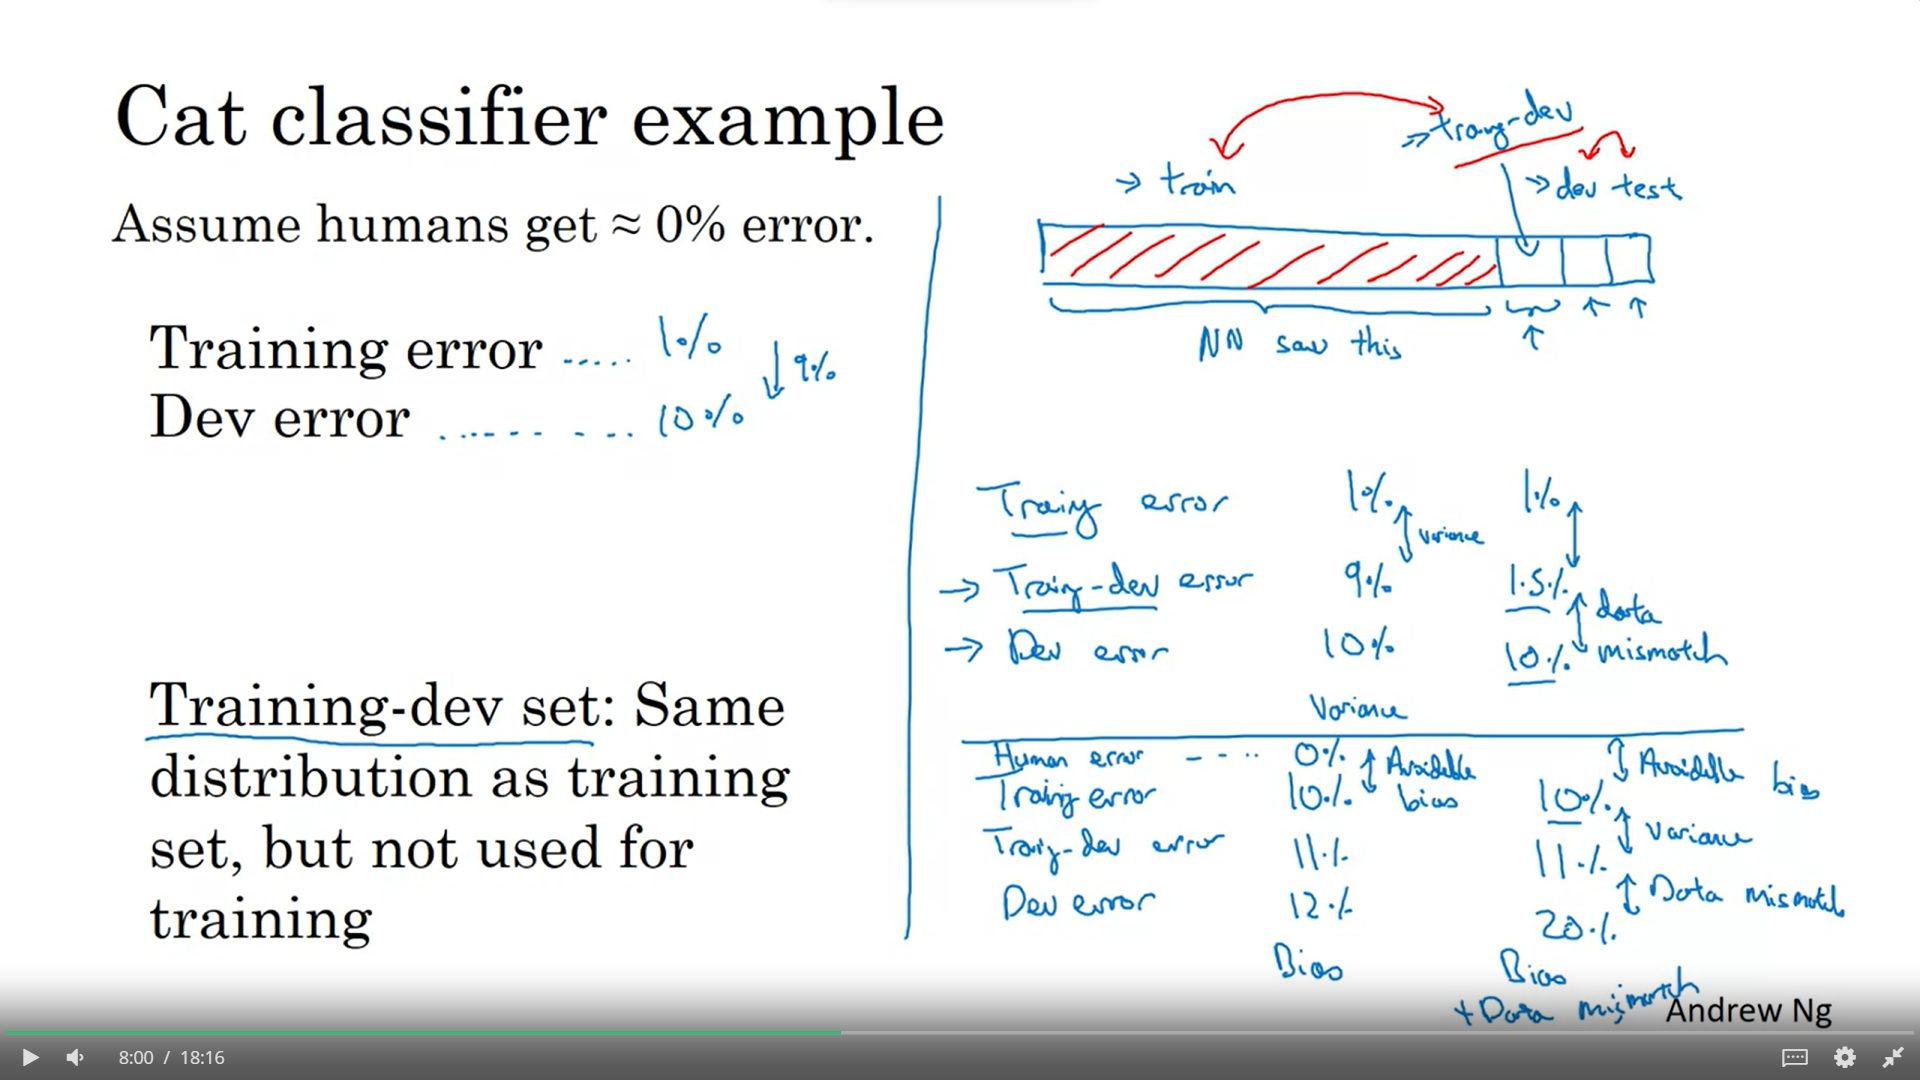 Cat classifier example
Assume humans get ≈ 0% error.
Training error ..... 1%
↓ 9%
Dev error ......... 10%
Training-dev set: Same
distribution as training
set, but not used for
training
→ train
⇒ training-dev
→ dev test
NN saw this
Training error 1% 1%
variance
→ Training-dev error 9% 1.5%
data
→ Dev error 10% 10% mismatch
Variance
Human error ---.. 0% Avoidable Avoidable bias
Training error 10% bias 10%
Variance
Training-dev error 11% 11%
Data mismatch
Dev error 12% 20%
Bias Bias
+ Data mismatch
Andrew Ng
8:00 / 18:16